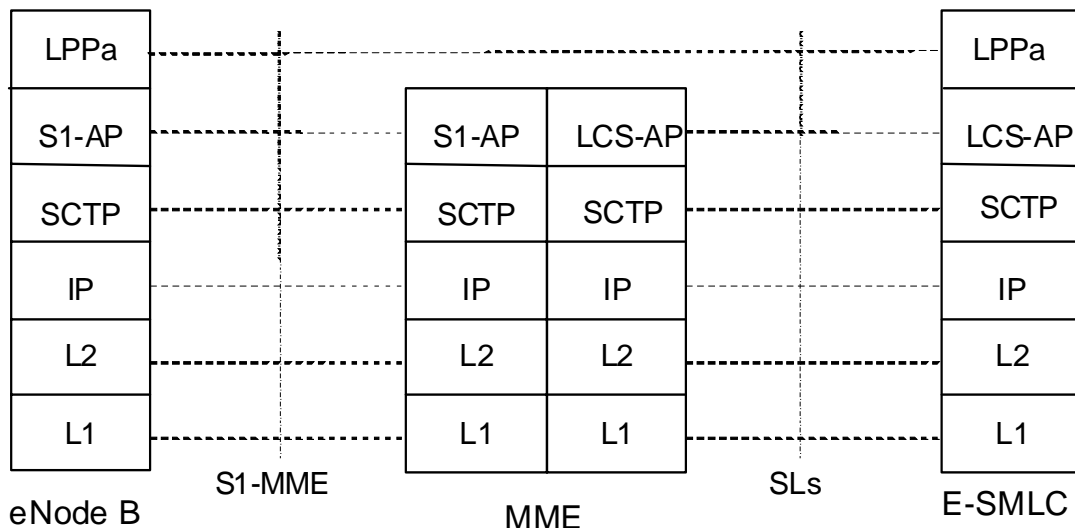 LPPa LPPa
S1-AP S1-AP LCS-AP LCS-AP
SCTP SCTP SCTP SCTP
IP IP IP IP
L2 L2 L2 L2
L1 L1 L1 L1
S1-MME SLs
eNode B MME E-SMLC